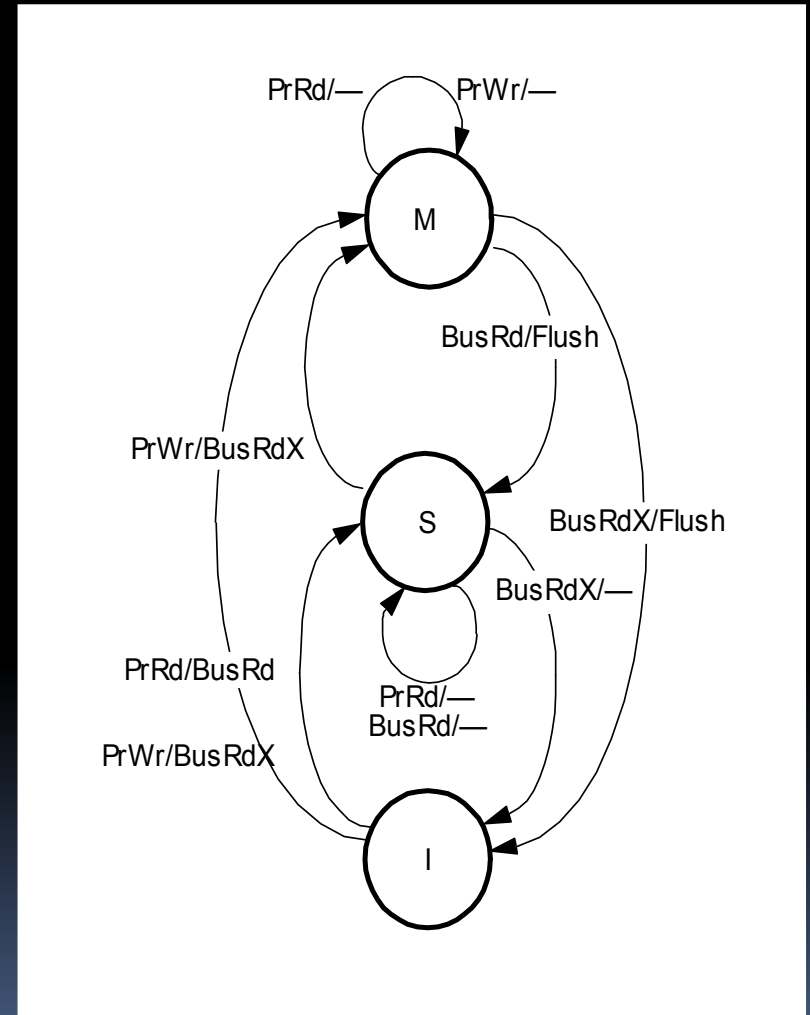 PrRd/— PrWr/—
M
BusRd/Flush
PrWr/BusRdX
S
BusRdX/Flush
BusRdX/—
PrRd/BusRd
PrRd/—
BusRd/—
PrWr/BusRdX
I